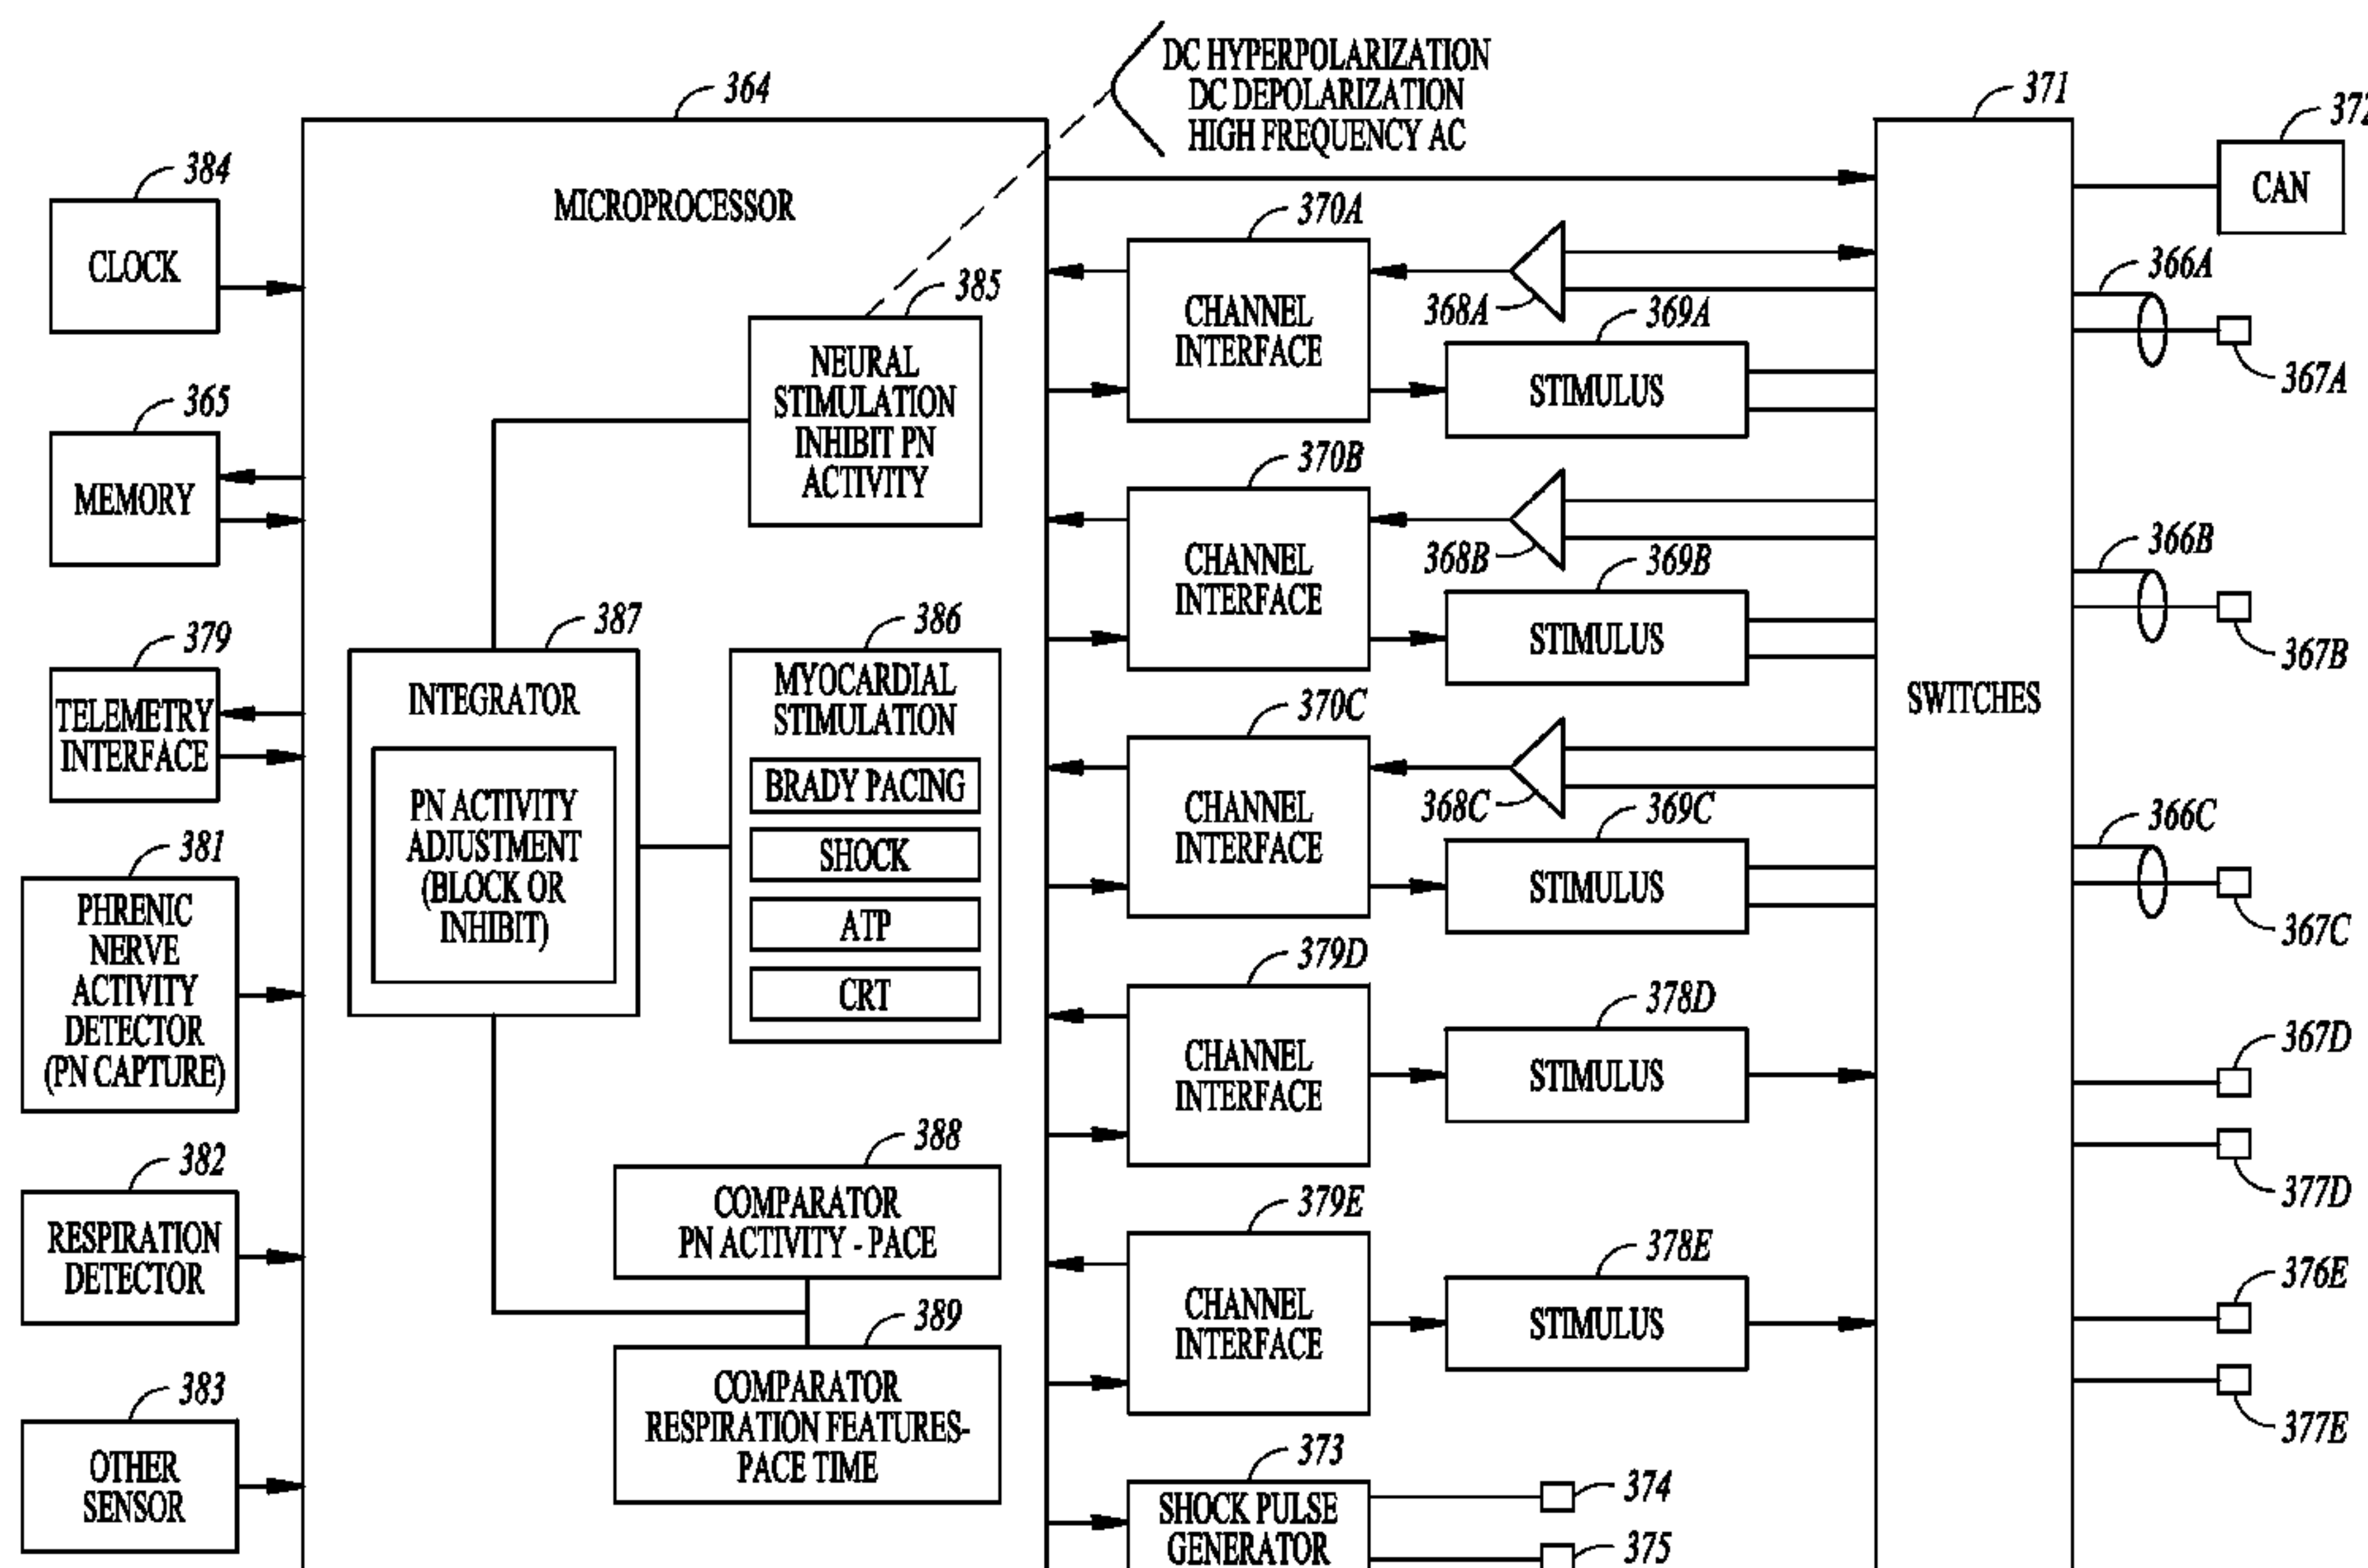 DC HYPERPOLARIZATION
DC DEPOLARIZATION
HIGH FREQUENCY AC
364
MICROPROCESSOR
384
CLOCK
365
MEMORY
379
TELEMETRY
INTERFACE
381
PHRENIC
NERVE
ACTIVITY
DETECTOR
(PN CAPTURE)
382
RESPIRATION
DETECTOR
383
OTHER
SENSOR
385
NEURAL
STIMULATION
INHIBIT PN
ACTIVITY
387
INTEGRATOR
PN ACTIVITY
ADJUSTMENT
(BLOCK OR
INHIBIT)
386
MYOCARDIAL
STIMULATION
BRADY PACING
SHOCK
ATP
CRT
388
COMPARATOR
PN ACTIVITY - PACE
389
COMPARATOR
RESPIRATION FEATURES-
PACE TIME
370A
CHANNEL
INTERFACE
368A
369A
STIMULUS
370B
CHANNEL
INTERFACE
368B
369B
STIMULUS
370C
CHANNEL
INTERFACE
368C
369C
STIMULUS
379D
CHANNEL
INTERFACE
378D
STIMULUS
379E
CHANNEL
INTERFACE
378E
STIMULUS
373
SHOCK PULSE
GENERATOR
374
375
371
SWITCHES
372
CAN
366A
367A
366B
367B
366C
367C
367D
377D
376E
377E